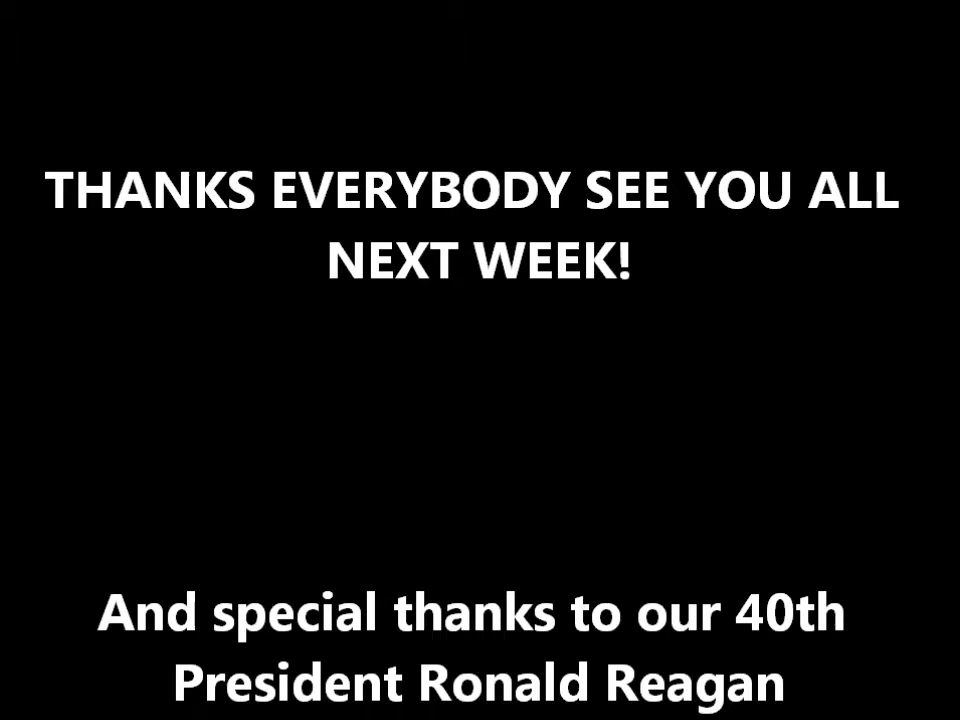 THANKS EVERYBODY SEE YOU ALL
NEXT WEEK!
And special thanks to our 40th
President Ronald Reagan